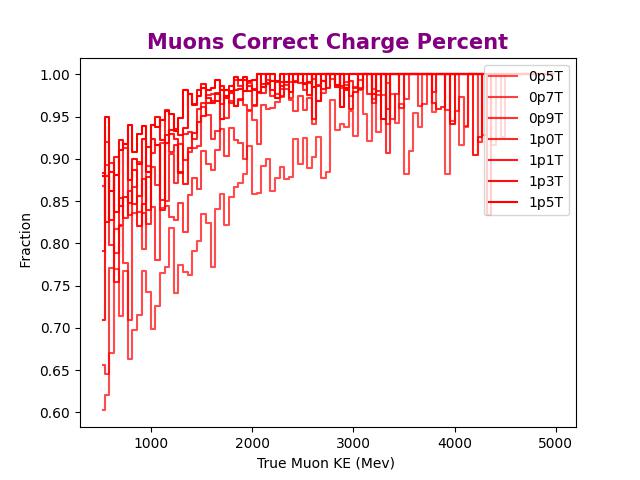 Muons Correct Charge Percent
1.00
0.95
0.90
0.85
0.80
0.75
0.70
0.65
0.60
Fraction
1000
2000
3000
4000
5000
True Muon KE (Mev)
0p5T
0p7T
0p9T
1p0T
1p1T
1p3T
1p5T